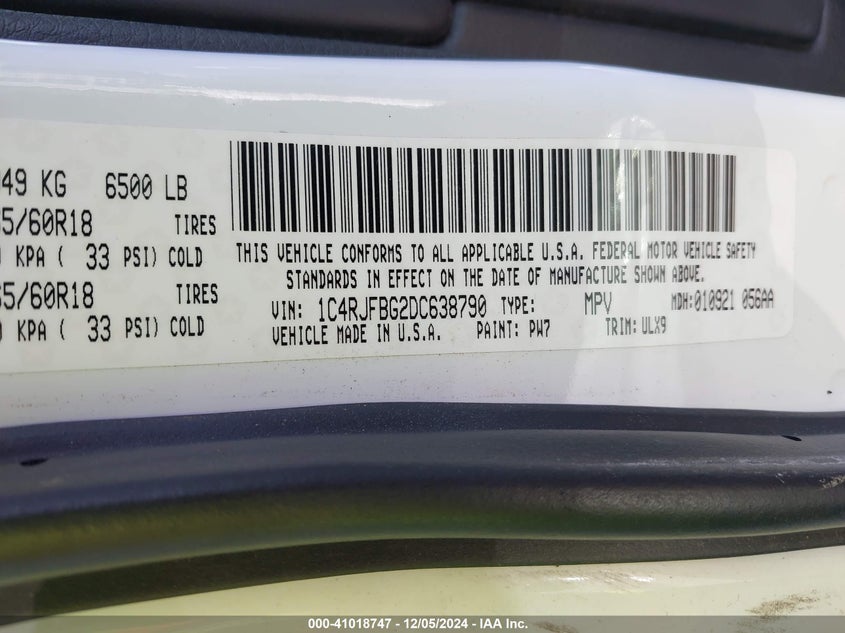 49 KG 6500 LB
5/60R18 TIRES
KPA ( 33 PSI) COLD
65/60R18 TIRES
KPA ( 33 PSI) COLD
THIS VEHICLE CONFORMS TO ALL APPLICABLE U.S.A. FEDERAL MOTOR VEHICLE SAFETY
STANDARDS IN EFFECT ON THE DATE OF MANUFACTURE SHOWN ABOVE.
VIN: 1C4RJFBG2DC638790 TYPE: MPV MDH:010921 056AA
VEHICLE MADE IN U.S.A. PAINT: PW7 TRIM: ULX9
000-41018747 - 12/05/2024 - IAA Inc.